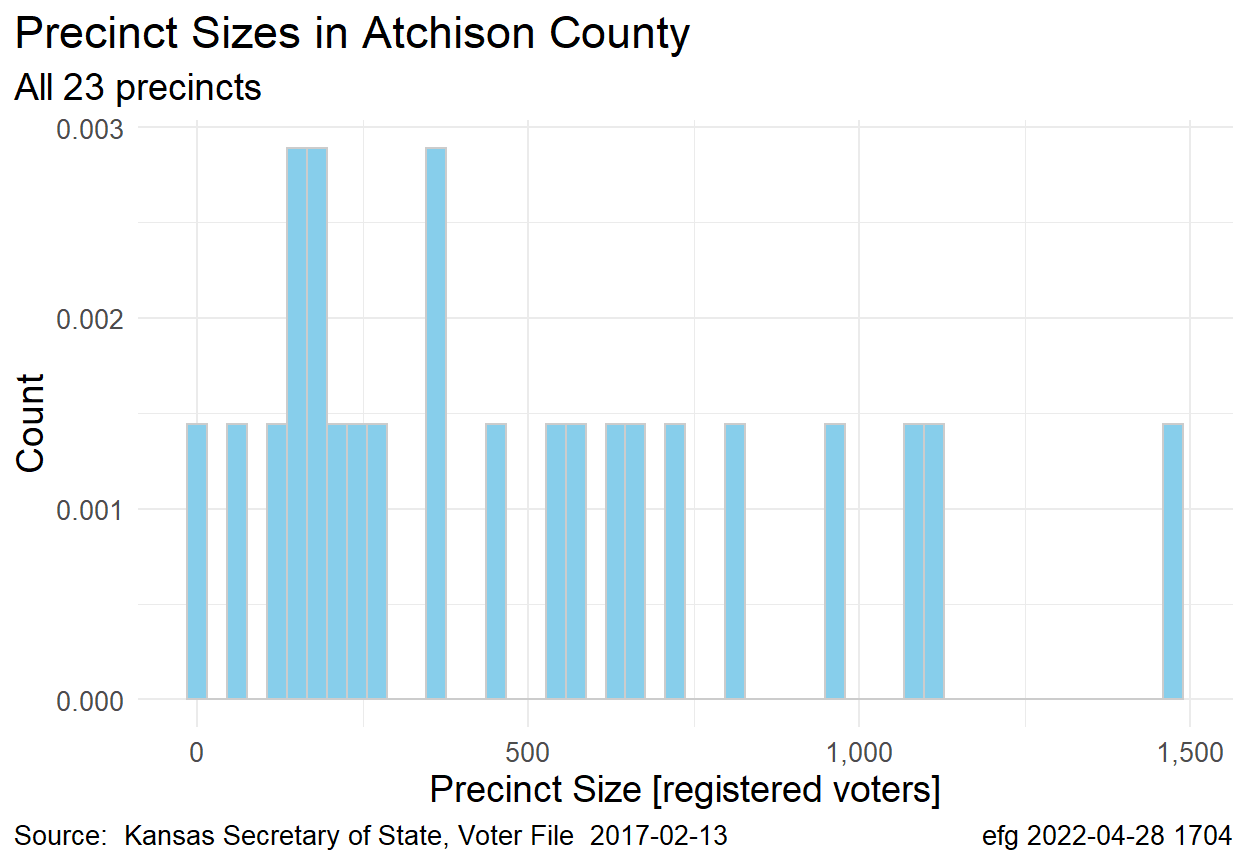 Precinct Sizes in Atchison County
All 23 precincts
0.003
0.002
0.001
0.000
Count
0 500 1,000 1,500
Precinct Size [registered voters]
Source:  Kansas Secretary of State, Voter File  2017-02-13
efg 2022-04-28 1704